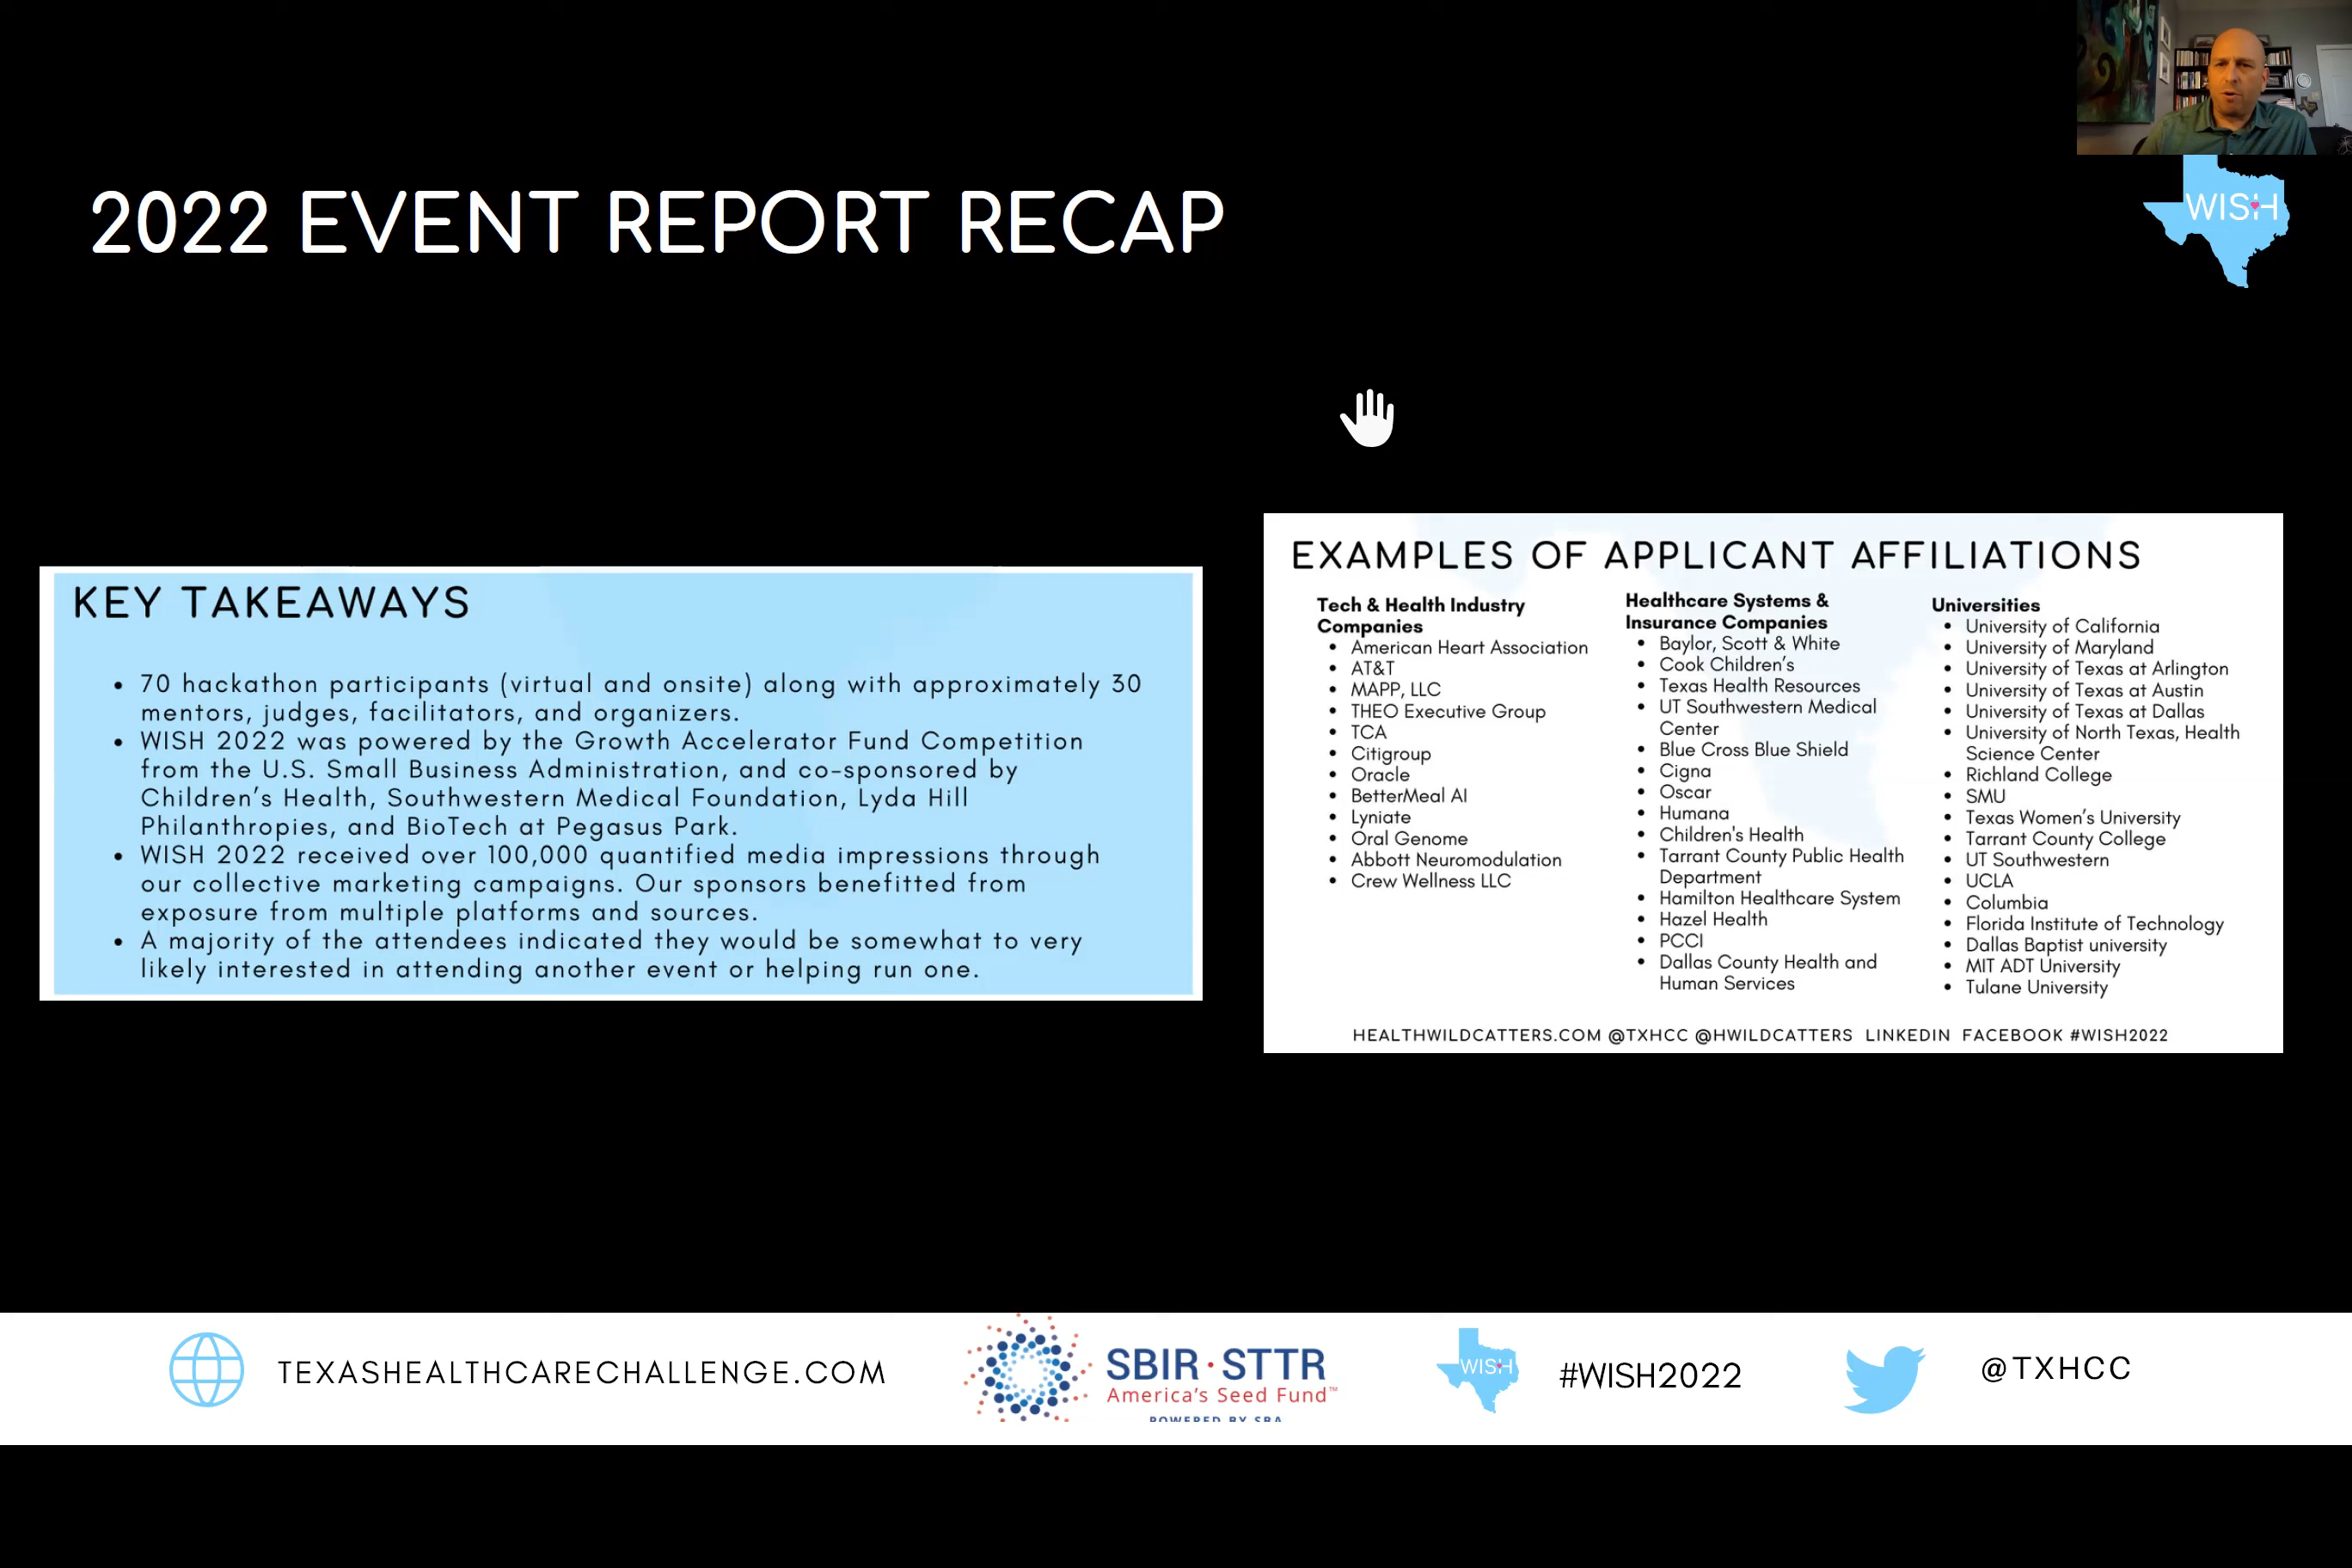 2022 EVENT REPORT RECAP
WISH
KEY TAKEAWAYS
• 70 hackathon participants (virtual and onsite) along with approximately 30
mentors, judges, facilitators, and organizers.
• WISH 2022 was powered by the Growth Accelerator Fund Competition
from the U.S. Small Business Administration, and co-sponsored by
Children's Health, Southwestern Medical Foundation, Lyda Hill
Philanthropies, and BioTech at Pegasus Park.
• WISH 2022 received over 100,000 quantified media impressions through
our collective marketing campaigns. Our sponsors benefitted from
exposure from multiple platforms and sources.
• A majority of the attendees indicated they would be somewhat to very
likely interested in attending another event or helping run one.
EXAMPLES OF APPLICANT AFFILIATIONS
Tech & Health Industry
Companies
• American Heart Association
• AT&T
• MAPP, LLC
• THEO Executive Group
• TCA
• Citigroup
• Oracle
• BetterMeal AI
• Lyniate
• Oral Genome
• Abbott Neuromodulation
• Crew Wellness LLC
Healthcare Systems &
Insurance Companies
• Baylor, Scott & White
• Cook Children's
• Texas Health Resources
• UT Southwestern Medical
Center
• Blue Cross Blue Shield
• Cigna
• Oscar
• Humana
• Children's Health
• Tarrant County Public Health
Department
• Hamilton Healthcare System
• Hazel Health
• PCCI
• Dallas County Health and
Human Services
Universities
• University of California
• University of Maryland
• University of Texas at Arlington
• University of Texas at Austin
• University of Texas at Dallas
• University of North Texas, Health
Science Center
• Richland College
• SMU
• Texas Women's University
• Tarrant County College
• UT Southwestern
• UCLA
• Columbia
• Florida Institute of Technology
• Dallas Baptist university
• MIT ADT University
• Tulane University
HEALTHWILDCATTERS.COM @TXHCC @HWILDCATTERS LINKEDIN FACEBOOK #WISH2022
TEXASHEALTHCARECHALLENGE.COM
SBIR·STTR
America's Seed Fund™
POWERED BY SBA
WISH
#WISH2022
@TXHCC